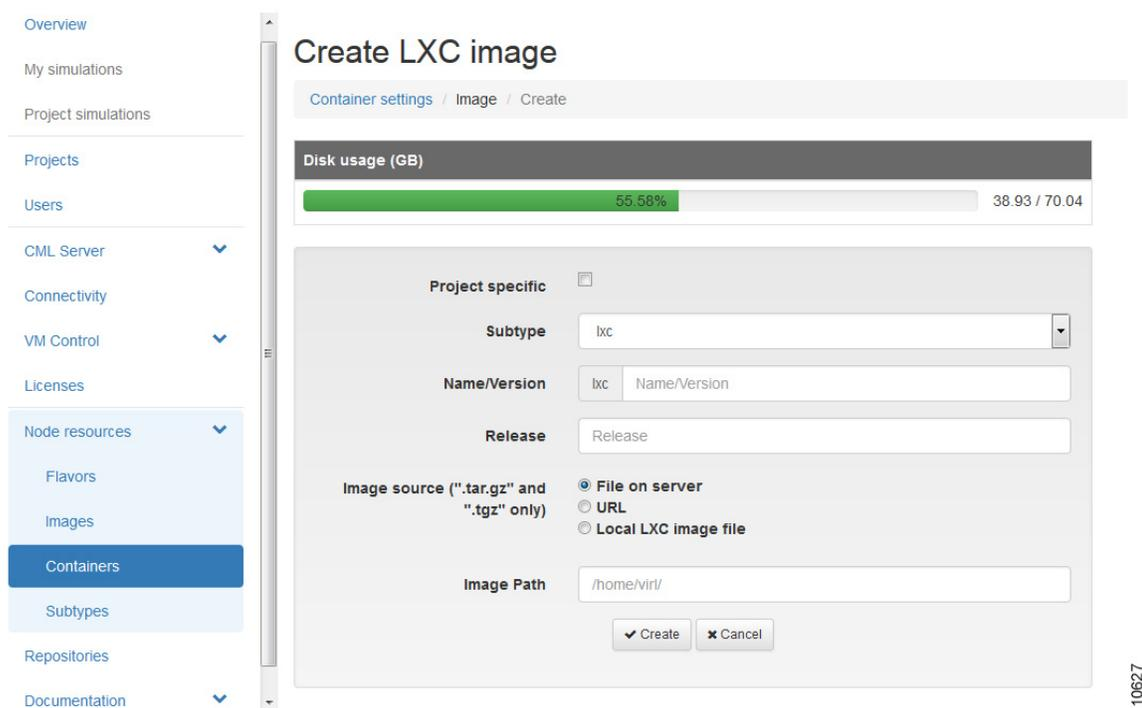 Overview
My simulations
Project simulations
Projects
Users
CML Server
Connectivity
VM Control
Licenses
Node resources
Flavors
Images
Containers
Subtypes
Repositories
Documentation
Create LXC image
Container settings / Image / Create
Disk usage (GB)
55.58% 38.93 / 70.04
Project specific
Subtype lxc
Name/Version lxc Name/Version
Release Release
Image source (".tar.gz" and
".tgz" only)
File on server
URL
Local LXC image file
Image Path /home/virl/
Create Cancel
10627